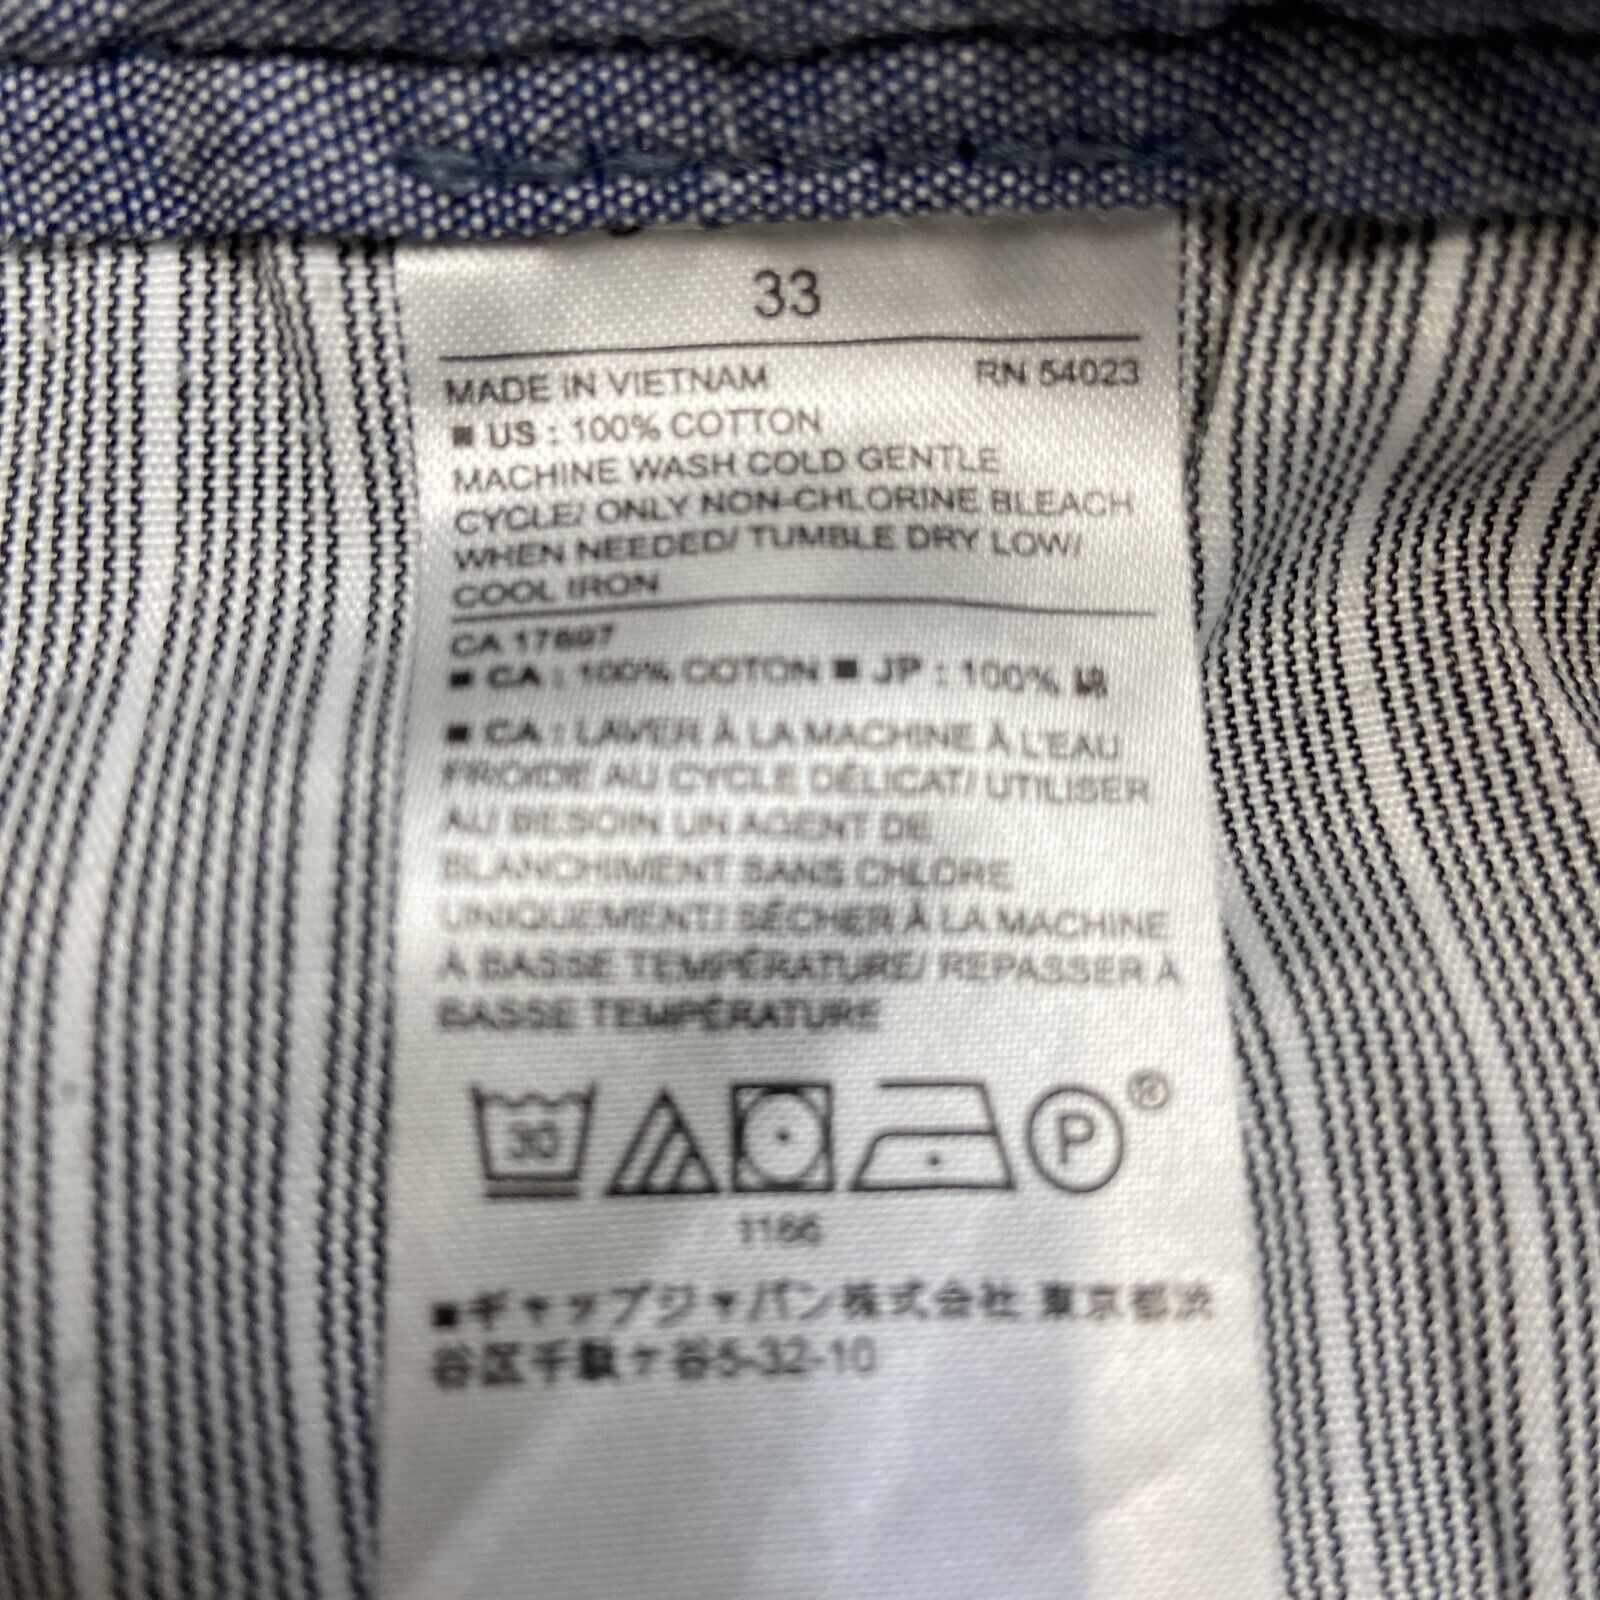 33
MADE IN VIETNAM RN 54023
■ US : 100% COTTON
MACHINE WASH COLD GENTLE
CYCLE/ ONLY NON-CHLORINE BLEACH
WHEN NEEDED/ TUMBLE DRY LOW/
COOL IRON
CA 17897
■ CA : 100% COTON ■ JP : 100% 綿
■ CA : LAVER À LA MACHINE À L'EAU
FROIDE AU CYCLE DÉLICAT/ UTILISER
AU BESOIN UN AGENT DE
BLANCHIMENT SANS CHLORE
UNIQUEMENT/ SÉCHER À LA MACHINE
À BASSE TEMPÉRATURE/ REPASSER À
BASSE TEMPÉRATURE
30 P ®
1166
■ギャップジャパン株式会社 東京都渋
谷区千駄ヶ谷5-32-10